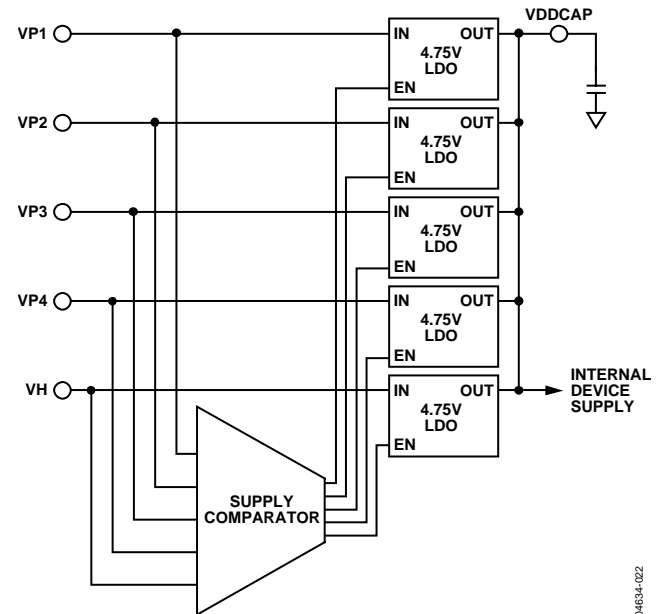 VDDCAP
VP1
IN OUT
4.75V
LDO
EN
VP2
IN OUT
4.75V
LDO
EN
VP3
IN OUT
4.75V
LDO
EN
VP4
IN OUT
4.75V
LDO
EN
VH
IN OUT
4.75V
LDO
EN
INTERNAL
DEVICE
SUPPLY
SUPPLY
COMPARATOR
04634-022